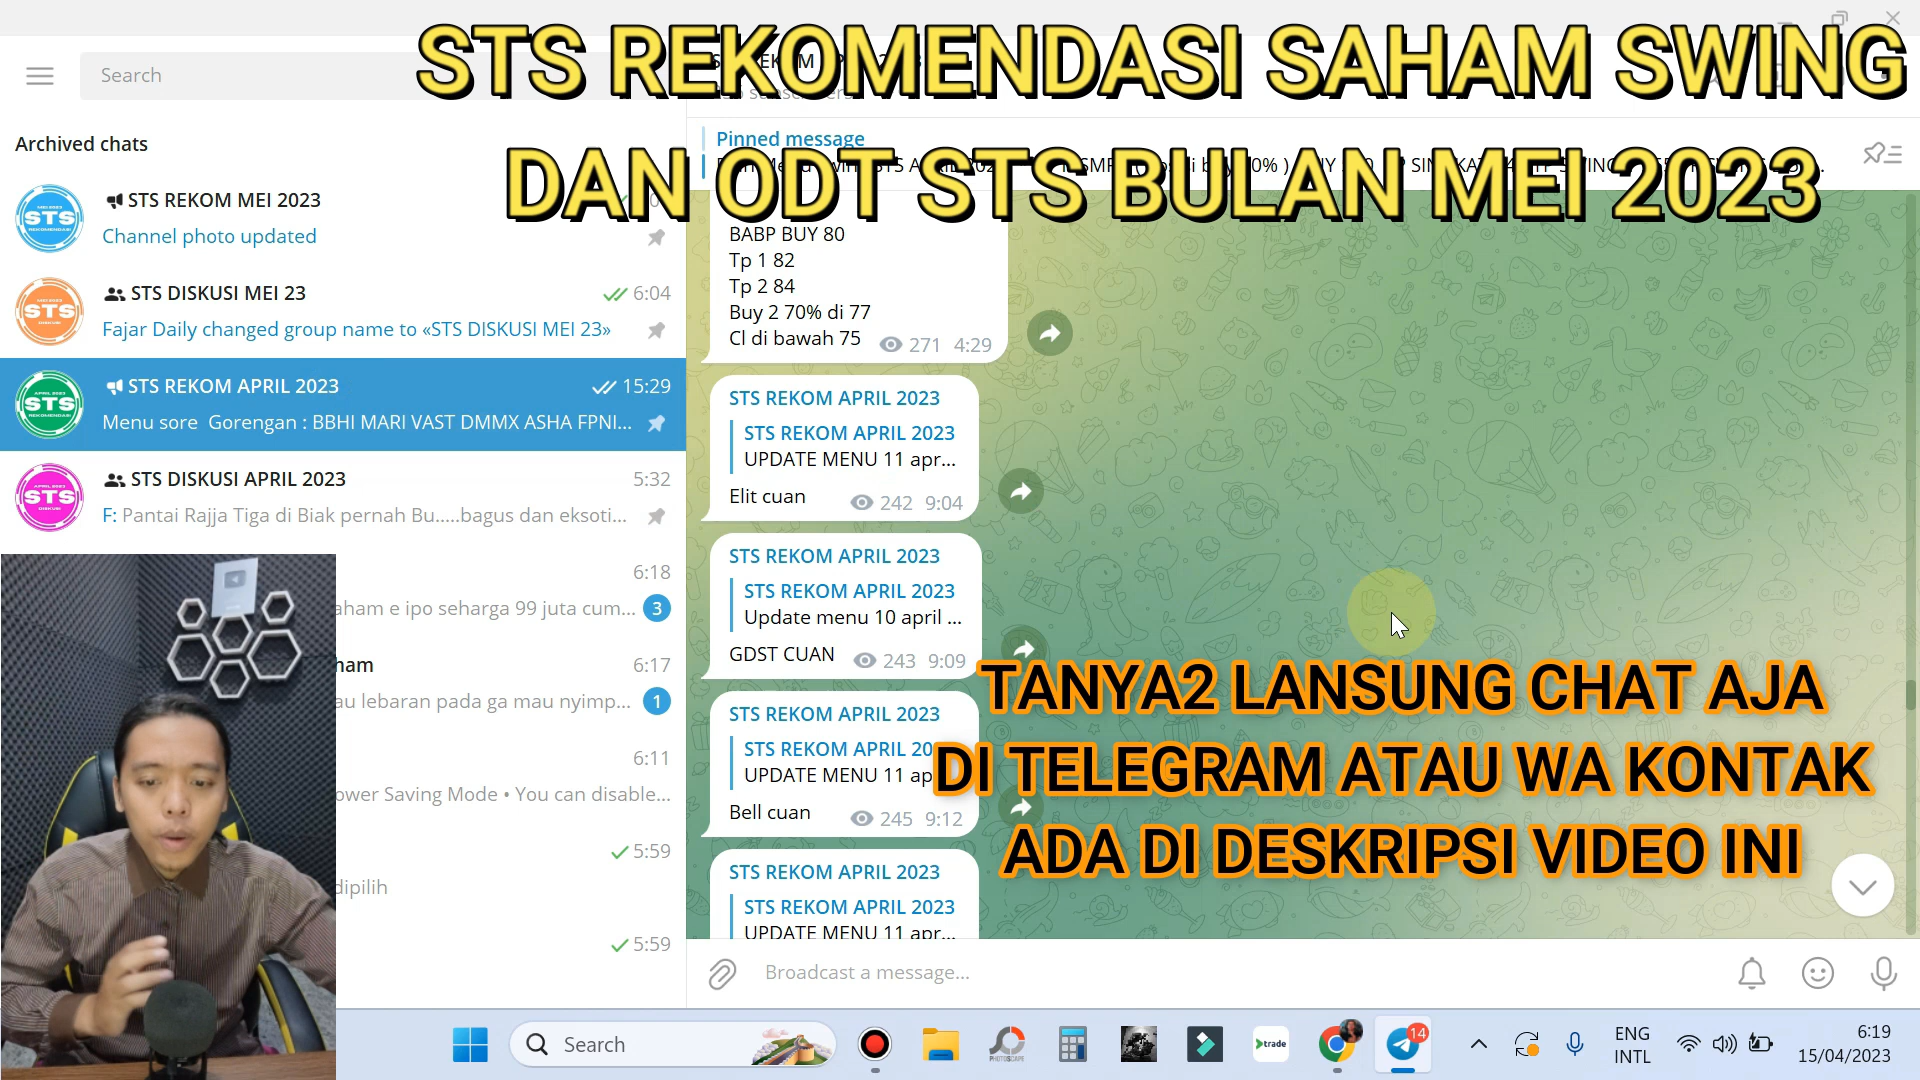 STS REKOMENDASI SAHAM SWING
DAN ODT STS BULAN MEI 2023
Search
Archived chats
STS REKOM MEI 2023
Channel photo updated
STS DISKUSI MEI 23
6:04
Fajar Daily changed group name to «STS DISKUSI MEI 23»
STS REKOM APRIL 2023
15:29
Menu sore Gorengan : BBHI MARI VAST DMMX ASHA FPNI...
STS DISKUSI APRIL 2023
5:32
F: Pantai Rajja Tiga di Biak pernah Bu.....bagus dan eksoti...
6:18
aham e ipo seharga 99 juta cum...
3
ham
6:17
au lebaran pada ga mau nyimp...
1
6:11
ower Saving Mode • You can disable...
5:59
dipilih
5:59
Pinned message
BABP BUY 80
Tp 1 82
Tp 2 84
Buy 2 70% di 77
Cl di bawah 75
271 4:29
STS REKOM APRIL 2023
STS REKOM APRIL 2023
UPDATE MENU 11 apr...
Elit cuan
242 9:04
STS REKOM APRIL 2023
STS REKOM APRIL 2023
Update menu 10 april ...
GDST CUAN
243 9:09
STS REKOM APRIL 2023
STS REKOM APRIL 20
UPDATE MENU 11 ap
Bell cuan
245 9:12
STS REKOM APRIL 2023
STS REKOM APRIL 2023
UPDATE MENU 11 apr...
TANYA2 LANSUNG CHAT AJA
DI TELEGRAM ATAU WA KONTAK
ADA DI DESKRIPSI VIDEO INI
Broadcast a message...
Search
PHOTOSCAPE
trade
14
ENG
INTL
6:19
15/04/2023